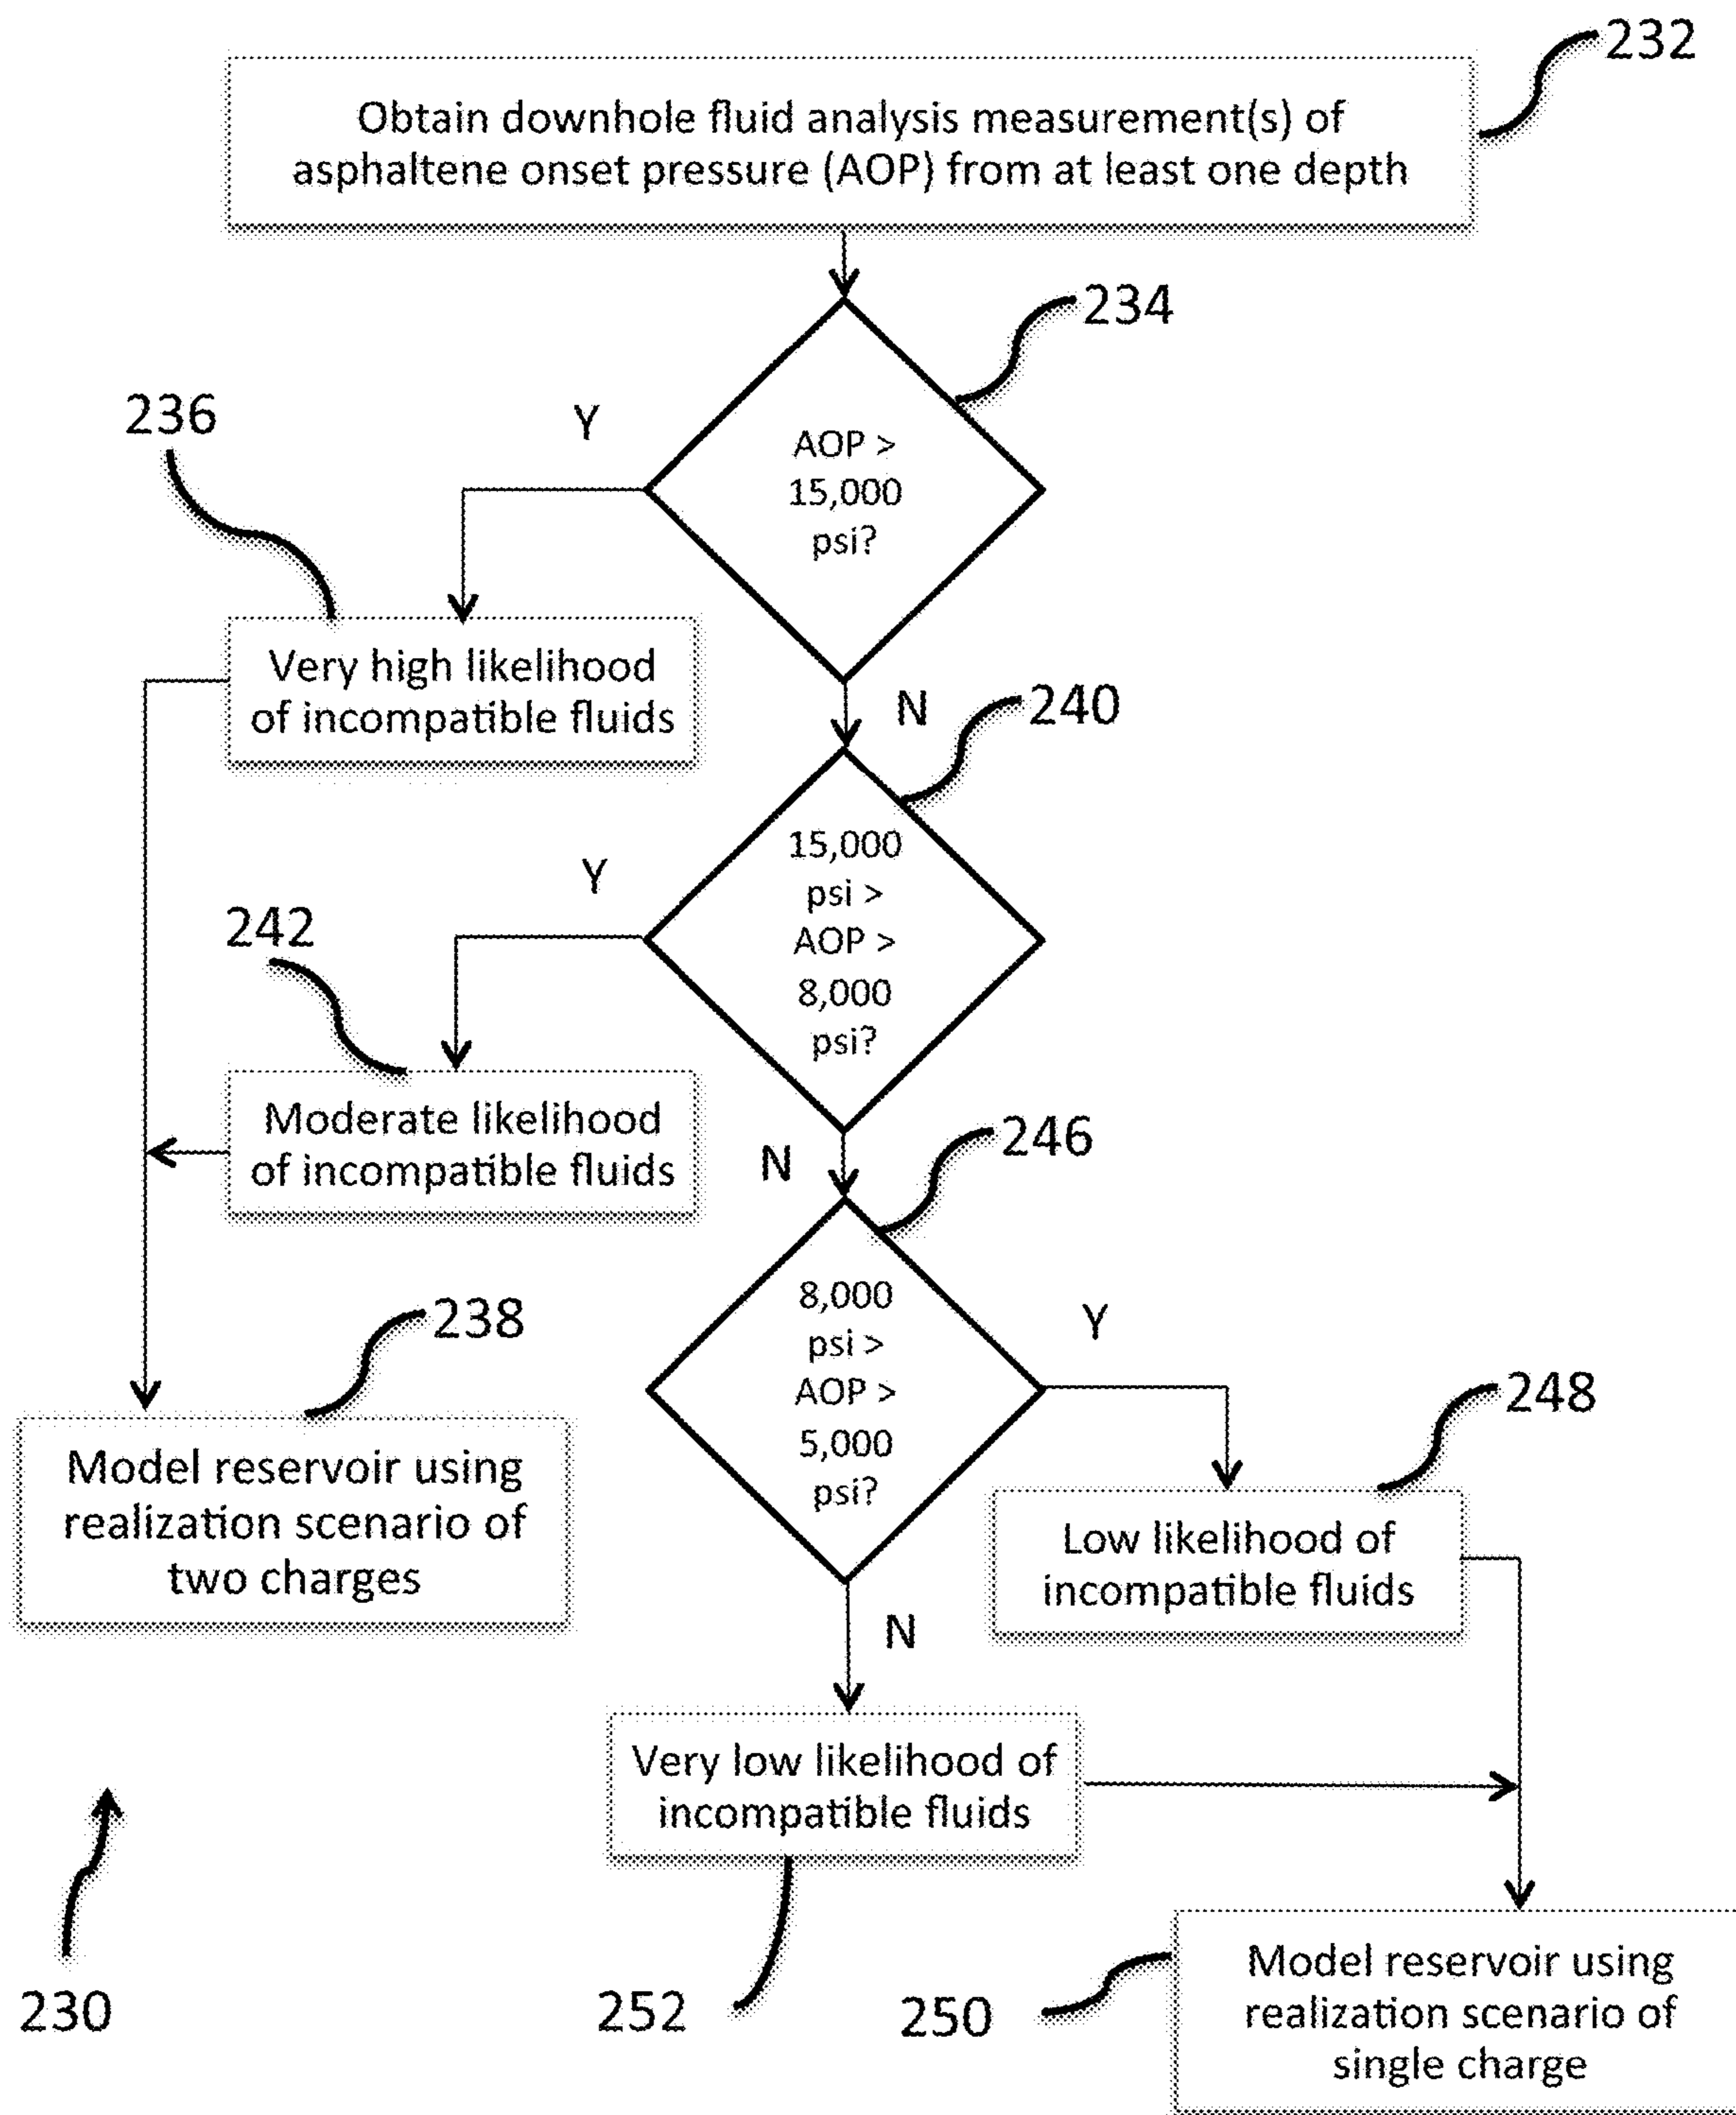 232
Obtain downhole fluid analysis measurement(s) of
asphaltene onset pressure (AOP) from at least one depth
234
236
Y
AOP >
15,000
psi?
Very high likelihood
of incompatible fluids
N
240
15,000
psi >
AOP >
8,000
psi?
Y
242
Moderate likelihood
of incompatible fluids
N
246
8,000
psi >
AOP >
5,000
psi?
Y
238
Model reservoir using
realization scenario of
two charges
248
Low likelihood of
incompatible fluids
N
Very low likelihood of
incompatible fluids
230
252
250
Model reservoir using
realization scenario of
single charge